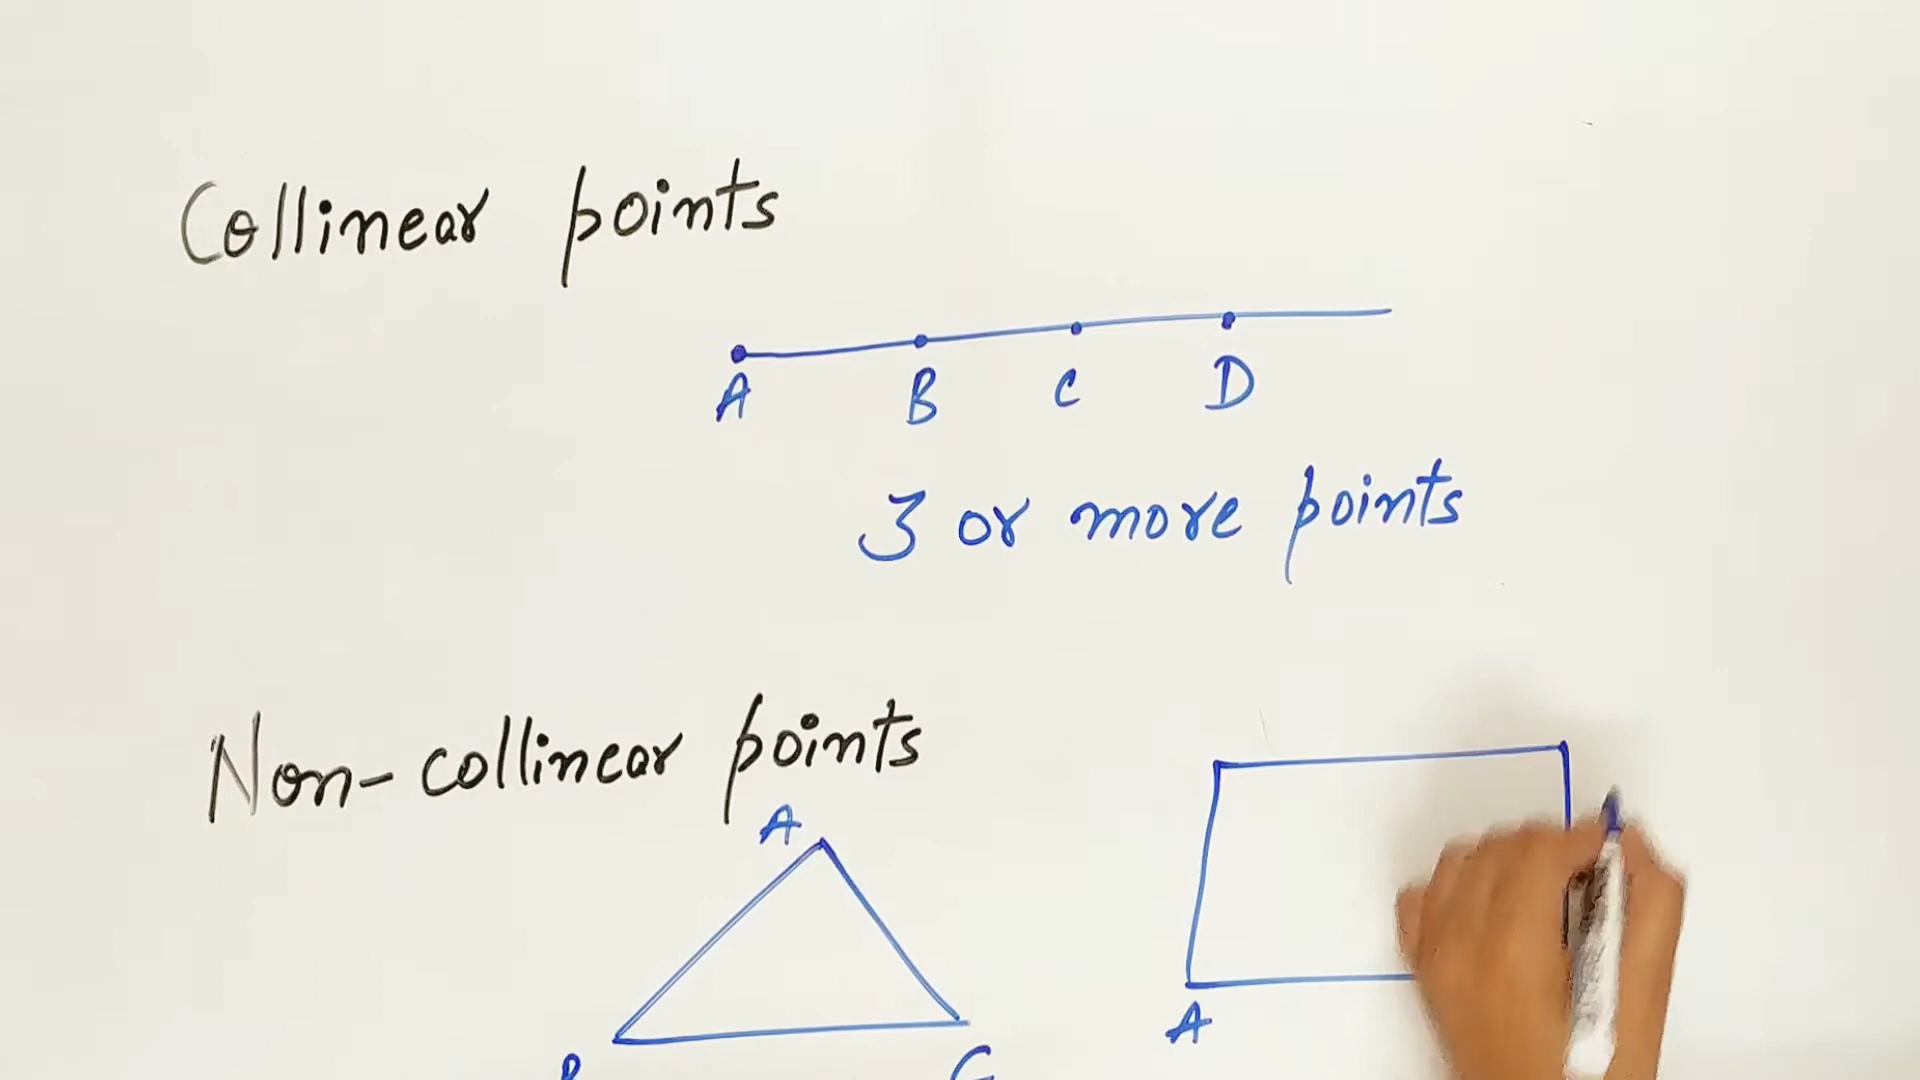 Collinear points
A B C D
3 or more points
Non-collinear points
A
A
B C